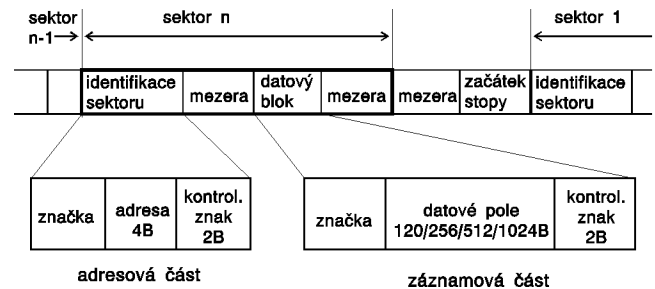 sektor
n-1
sektor n
sektor 1
identifikace
sektoru
mezera
datový
blok
mezera
mezera
začátek
stopy
identifikace
sektoru
značka
adresa
4B
kontrol.
znak
2B
značka
datové pole
120/256/512/1024B
kontrol.
znak
2B
adresová část
záznamová část